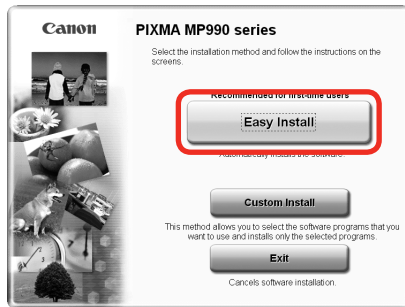 Canon
PIXMA MP990 series
Select the installation method and follow the instructions on the
screens.
Recommended for first-time users
Easy Install
Automatically installs the software.
Custom Install
This method allows you to select the software programs that you
want to use and installs only the selected programs.
Exit
Cancels software installation.